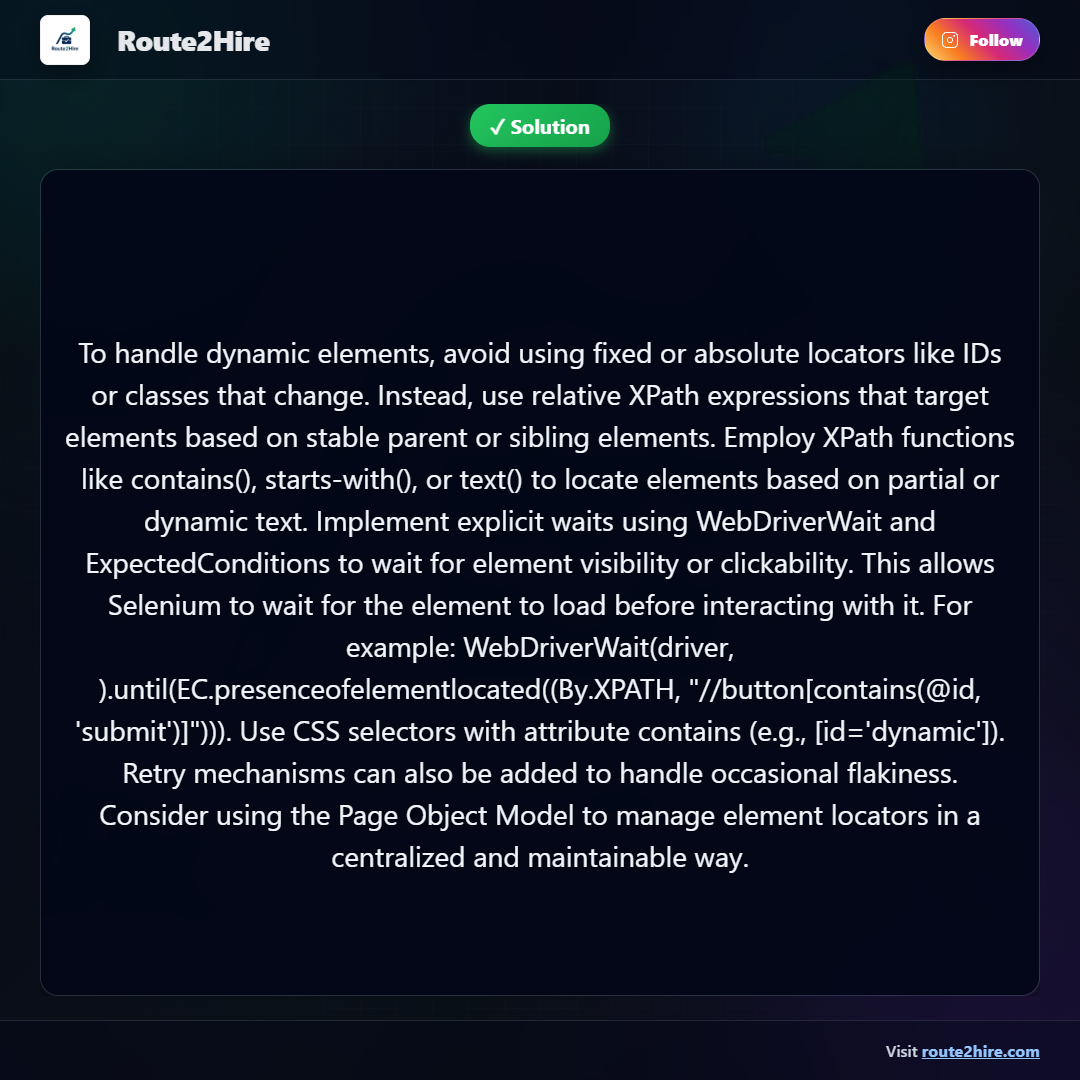 Route2Hire
Route2Hire
Follow
✓ Solution
To handle dynamic elements, avoid using fixed or absolute locators like IDs
or classes that change. Instead, use relative XPath expressions that target
elements based on stable parent or sibling elements. Employ XPath functions
like contains(), starts-with(), or text() to locate elements based on partial or
dynamic text. Implement explicit waits using WebDriverWait and
ExpectedConditions to wait for element visibility or clickability. This allows
Selenium to wait for the element to load before interacting with it. For
example: WebDriverWait(driver,
).until(EC.presenceofelementlocated((By.XPATH, "//button[contains(@id,
'submit')]"))). Use CSS selectors with attribute contains (e.g., [id='dynamic']).
Retry mechanisms can also be added to handle occasional flakiness.
Consider using the Page Object Model to manage element locators in a
centralized and maintainable way.
Visit route2hire.com